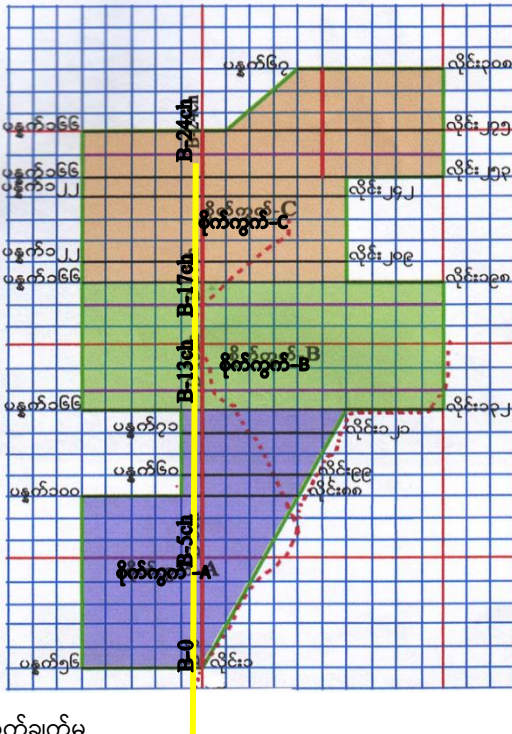 ပန္နက်၆၇ လိုင်း၃၀၈
ပန္နက်၁၆၆ B-24ch လိုင်း၂၇၅
ပန္နက်၁၆၆ လိုင်း၂၅၃
ပန္နက်၁၂၂ လိုင်း၂၄၂
စိုက်ကွက်-C
ပန္နက်၁၂၂ လိုင်း၂၀၉
ပန္နက်၁၆၆ B-17ch လိုင်း၁၉၈
စိုက်ကွက်-B
B-13ch
ပန္နက်၁၆၆ လိုင်း၁၃၂
ပန္နက်၇၁ လိုင်း၁၂၁
ပန္နက်၆၀ လိုင်း၉၉
ပန္နက်၁၀၀ လိုင်း၈၈
B-5ch
စိုက်ကွက်-A
ပန္နက်၅၆ B-0 လိုင်း၁